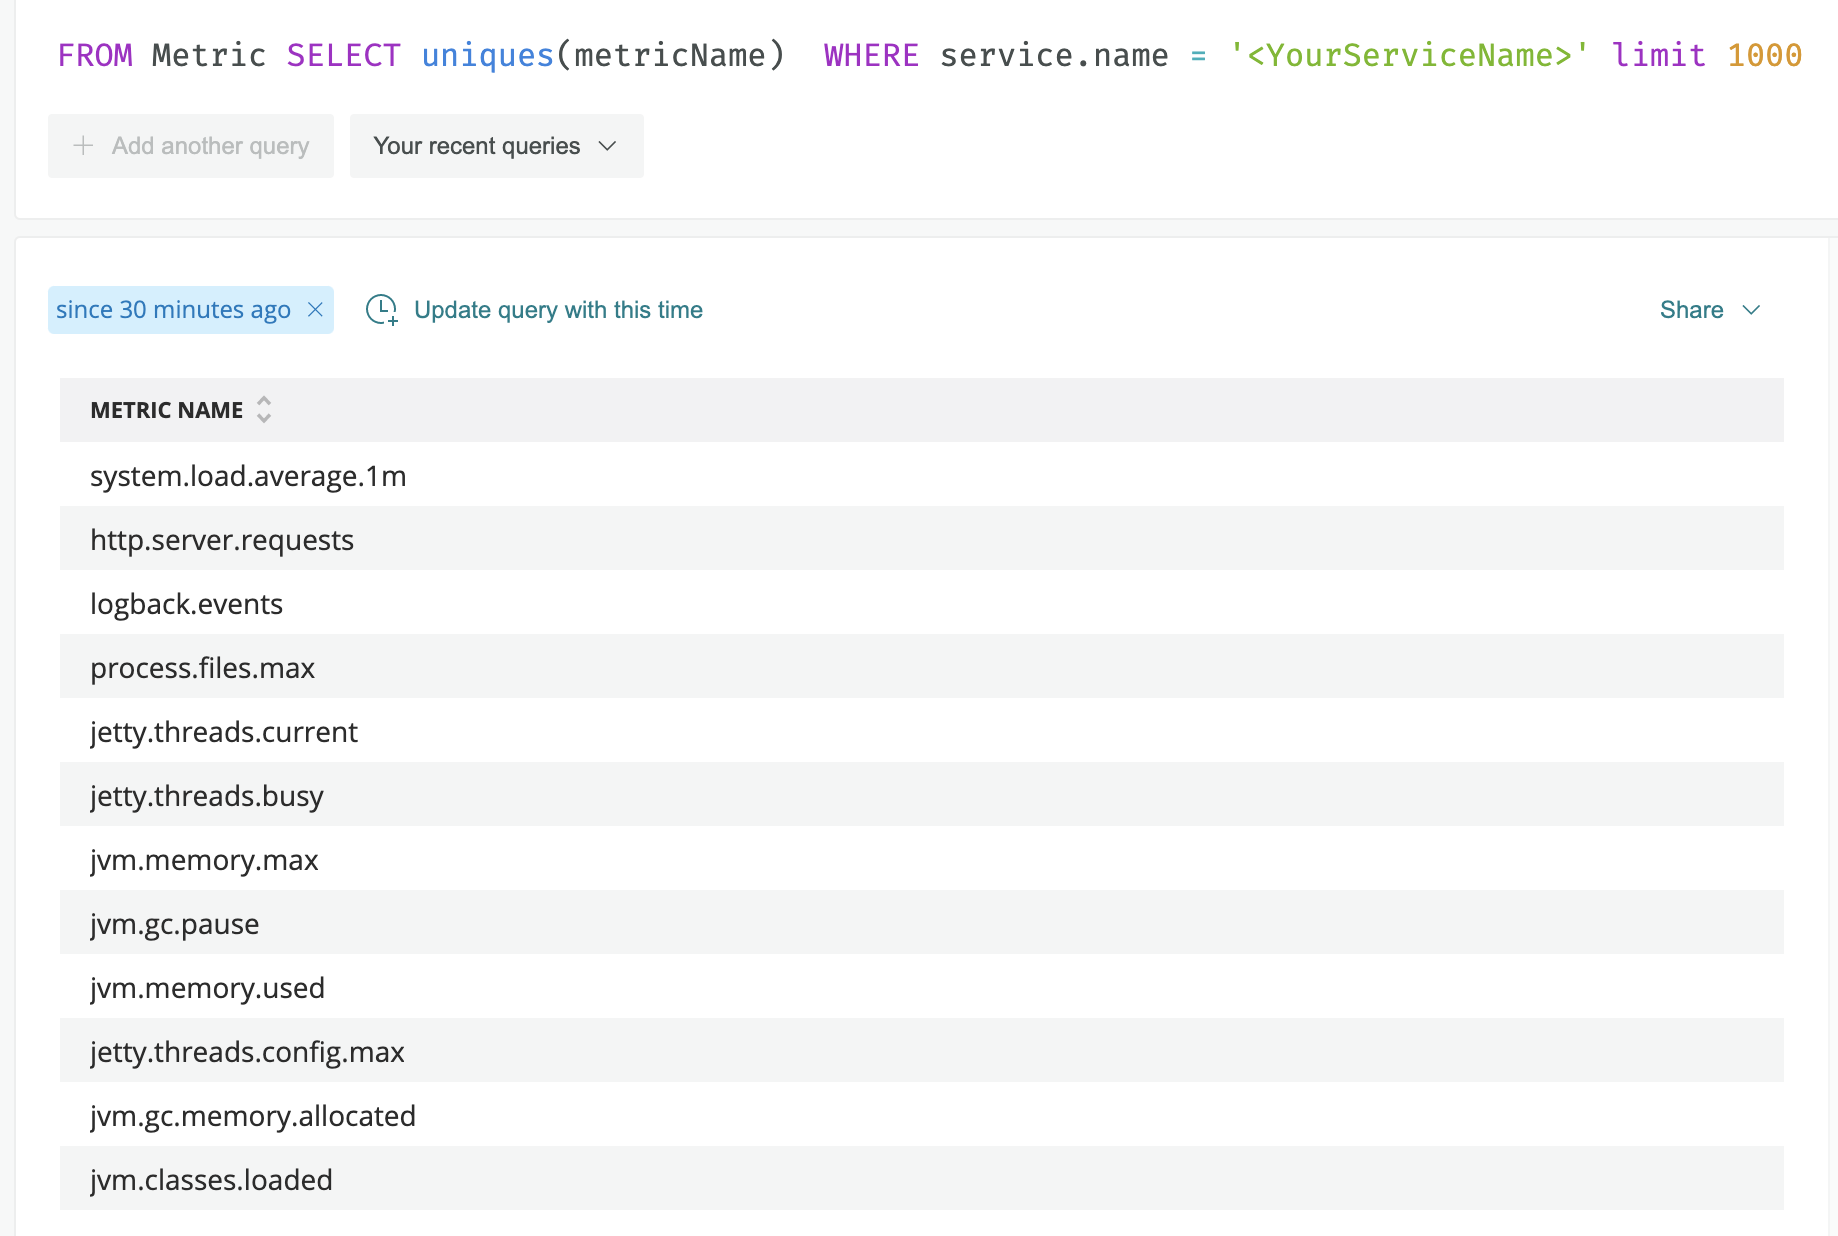 FROM Metric SELECT uniques(metricName)  WHERE service.name = '<YourServiceName>' limit 1000
+ Add another query
Your recent queries
since 30 minutes ago ×
Update query with this time
Share
METRIC NAME
system.load.average.1m
http.server.requests
logback.events
process.files.max
jetty.threads.current
jetty.threads.busy
jvm.memory.max
jvm.gc.pause
jvm.memory.used
jetty.threads.config.max
jvm.gc.memory.allocated
jvm.classes.loaded